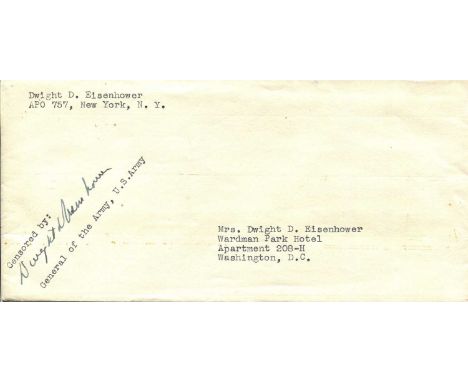 Dwight D. Eisenhower
APO 757, New York, N. Y.
Censored by:
Dwight D Eisenhower
General of the Army, U.S.Army
Mrs. Dwight D. Eisenhower
Wardman Park Hotel
Apartment 208-H
Washington, D.C.